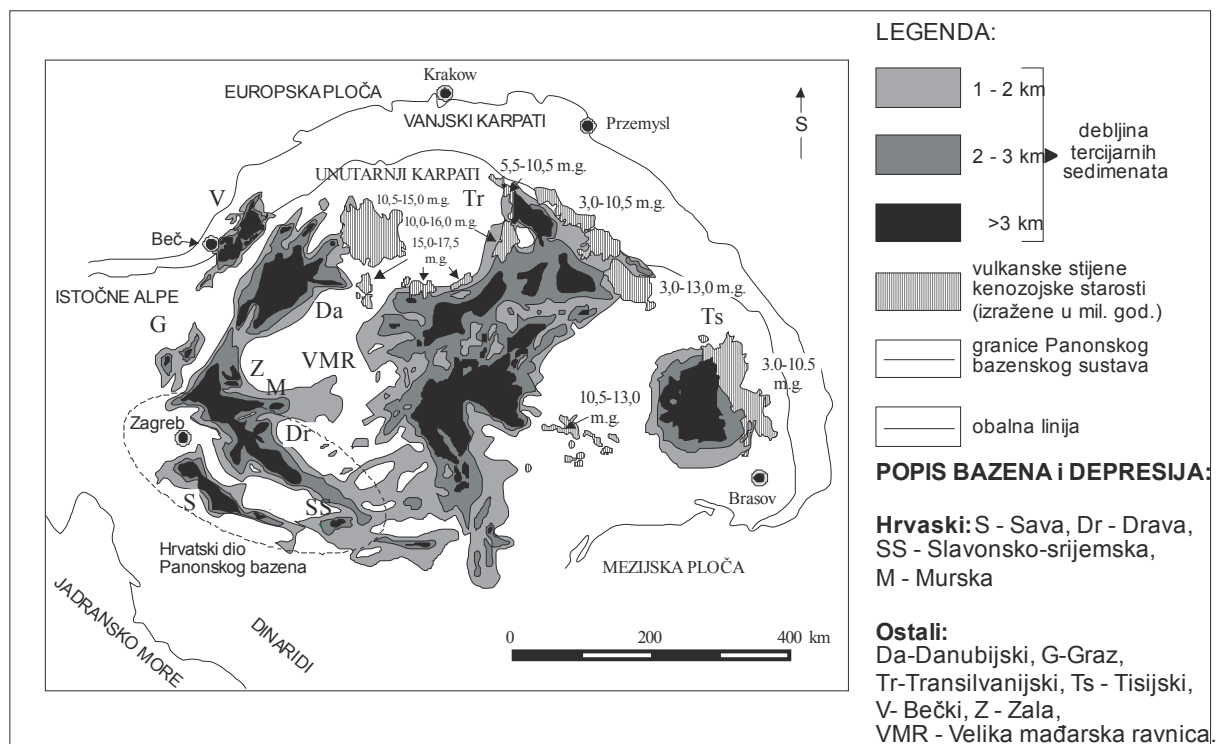 Krakow
EUROPSKA PLOČA
VANJSKI KARPATI
Przemysl
S
5,5-10,5 m.g.
UNUTARNJI KARPATI
Tr
V
10,5-15,0 m.g.
3,0-10,5 m.g.
10,0-16,0 m.g.
Beč
15,0-17,5
m.g.
ISTOČNE ALPE
3,0-13,0 m.g.
Da
G
Ts
VMR
Z
M
3.0-10.5
m.g.
10,5-13,0
m.g.
Zagreb
Dr
S
SS
Brasov
Hrvatski dio
Panonskog bazena
MEZIJSKA PLOČA
JADRANSKO MORE
DINARIDI
0
200
400 km
LEGENDA:
1 - 2 km
2 - 3 km
>3 km
debljina
tercijarnih
sedimenata
vulkanske stijene
kenozojske starosti
(izražene u mil. god.)
granice Panonskog
bazenskog sustava
obalna linija
POPIS BAZENA i DEPRESIJA:
Hrvaski: S - Sava, Dr - Drava,
SS - Slavonsko-srijemska,
M - Murska
Ostali:
Da-Danubijski, G-Graz,
Tr-Transilvanijski, Ts - Tisijski,
V- Bečki, Z - Zala,
VMR - Velika mađarska ravnica.